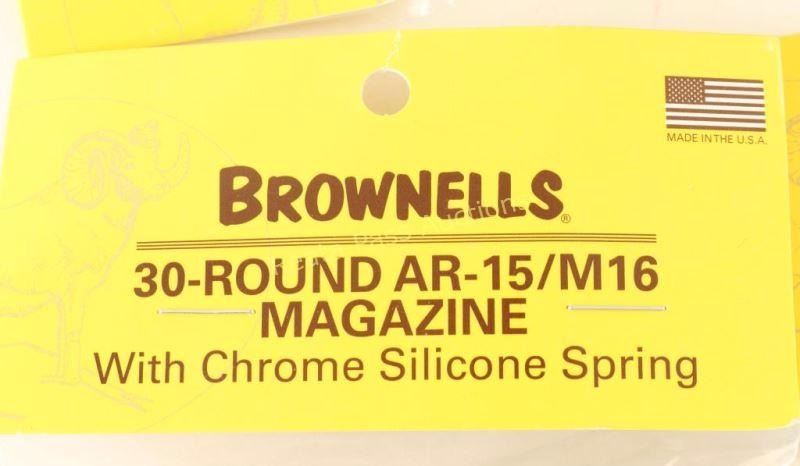 MADE IN THE U.S.A.
BROWNELLS®
30-ROUND AR-15/M16
MAGAZINE
With Chrome Silicone Spring